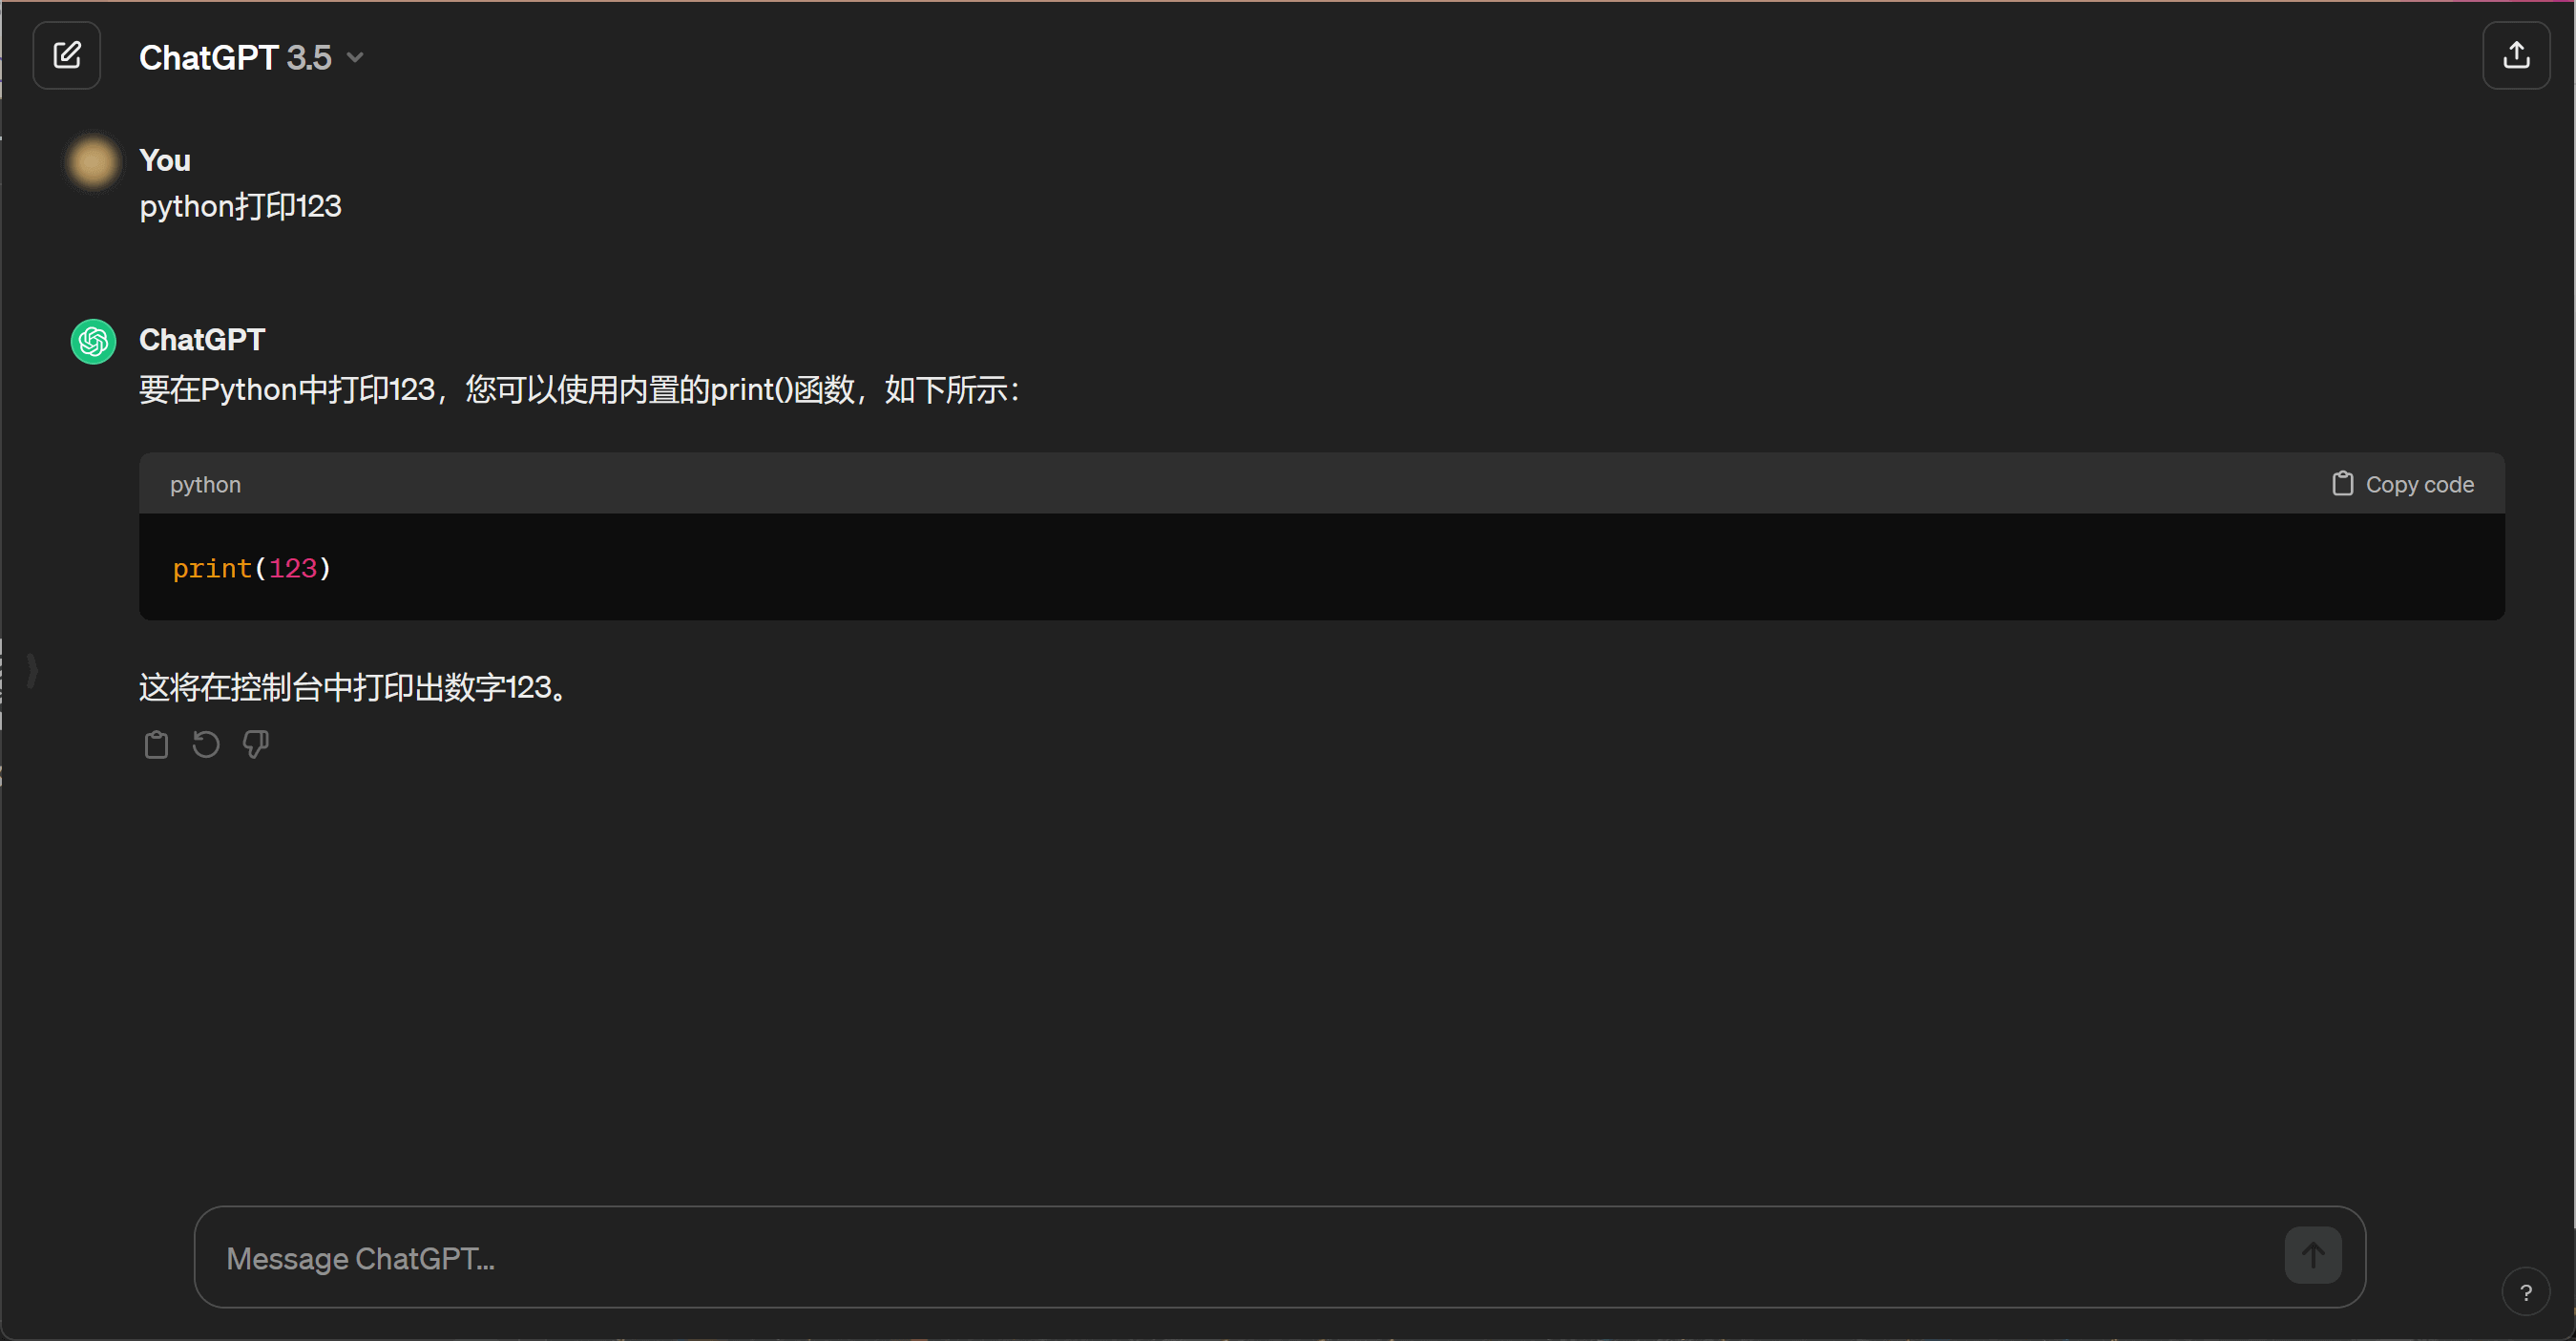 ChatGPT 3.5
You
python打印123
ChatGPT
要在Python中打印123，您可以使用内置的print()函数，如下所示：
python
Copy code
print(123)
这将在控制台中打印出数字123。
Message ChatGPT...
?